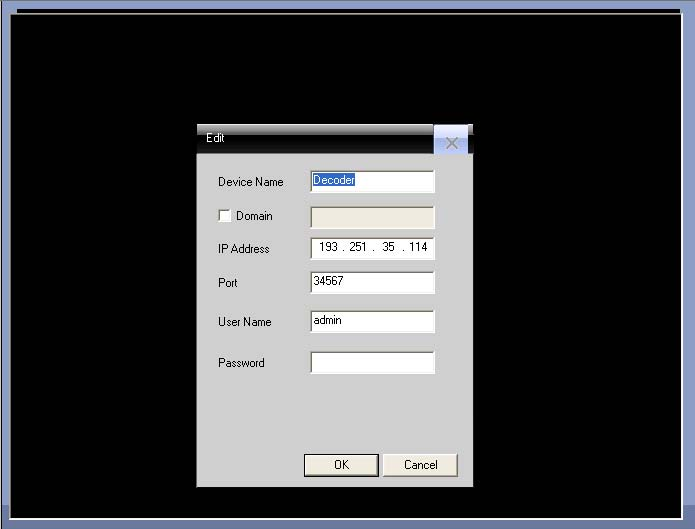 Edit
Device Name Decoder
Domain
IP Address 193 . 251 . 35 . 114
Port 34567
User Name admin
Password
OK Cancel